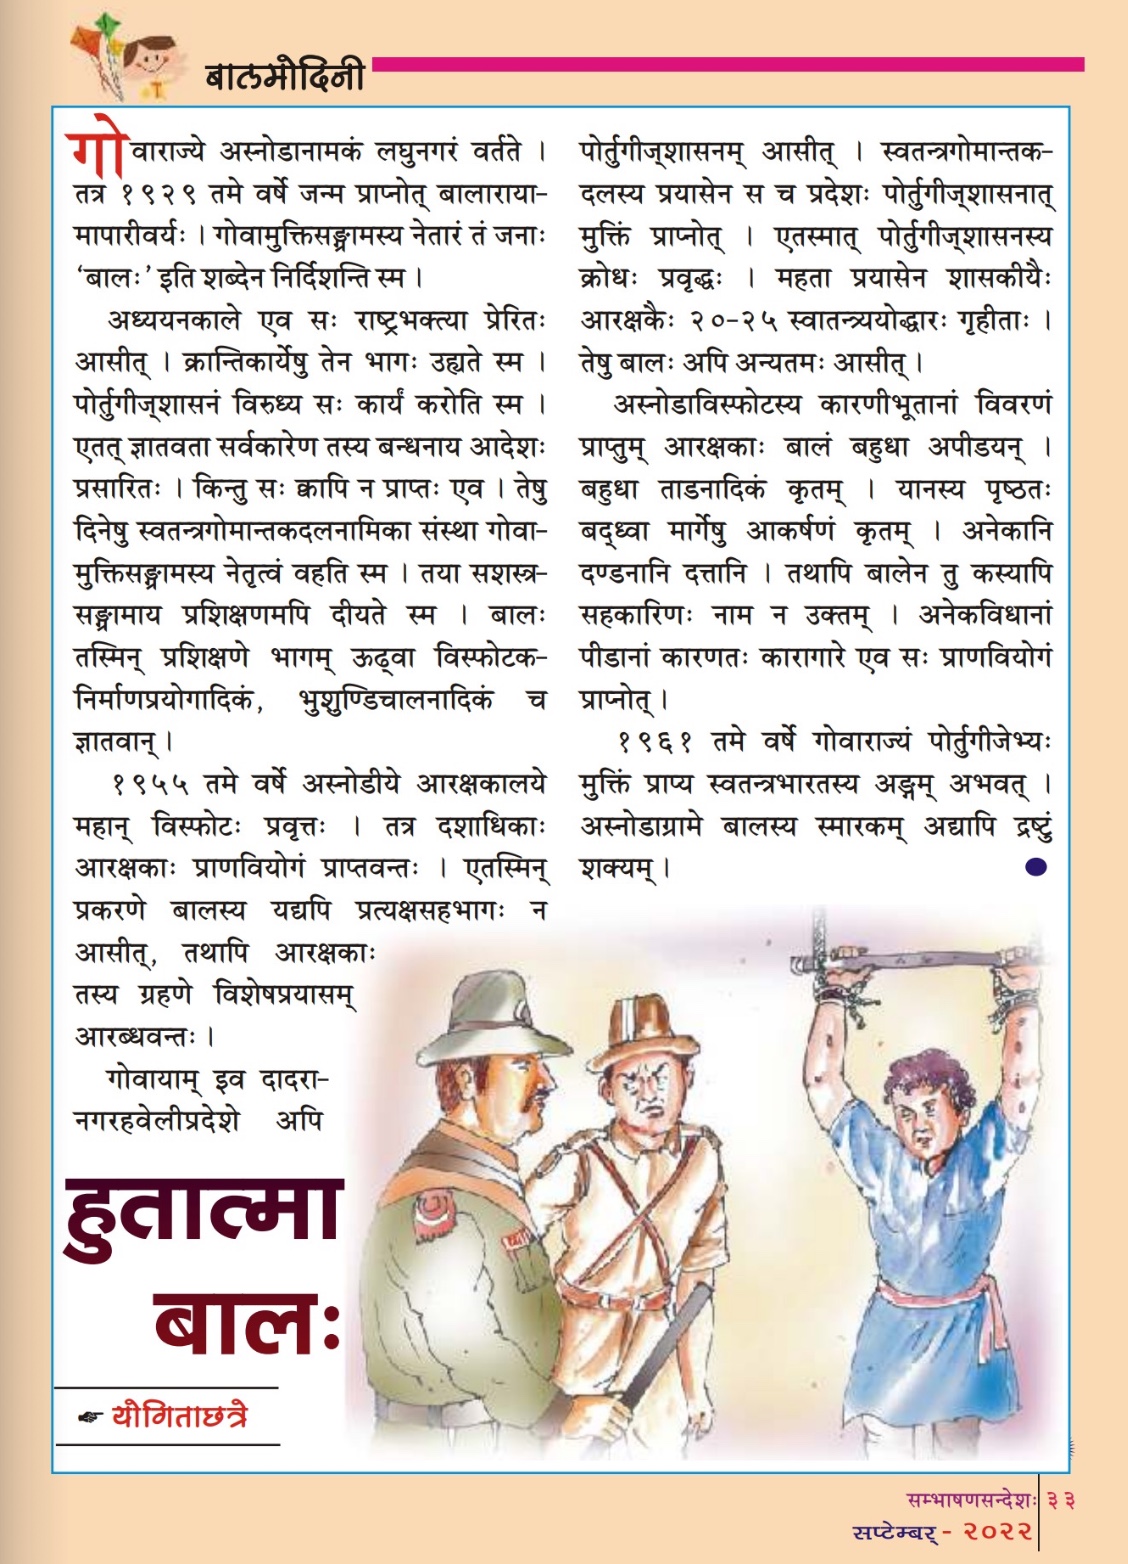 बालमोदिनी
गोवाराज्ये अस्नोडानामकं लघुनगरं वर्तते ।
तत्र १९२९ तमे वर्षे जन्म प्राप्नोत् बालाराया-
मापारीवर्यः । गोवामुक्तिसङ्ग्रामस्य नेतारं तं जनाः
‘बालः’ इति शब्देन निर्दिशन्ति स्म ।
अध्ययनकाले एव सः राष्ट्रभक्त्या प्रेरितः
आसीत् । क्रान्तिकार्येषु तेन भागः उह्यते स्म ।
पोर्तुगीज्शासनं विरुध्य सः कार्यं करोति स्म ।
एतत् ज्ञातवता सर्वकारेण तस्य बन्धनाय आदेशः
प्रसारितः । किन्तु सः क्वापि न प्राप्तः एव । तेषु
दिनेषु स्वतन्त्रगोमान्तकदलनामिका संस्था गोवा-
मुक्तिसङ्ग्रामस्य नेतृत्वं वहति स्म । तया सशस्त्र-
सङ्ग्रामाय प्रशिक्षणमपि दीयते स्म । बालः
तस्मिन् प्रशिक्षणे भागम् ऊढ्वा विस्फोटक-
निर्माणप्रयोगादिकं, भुशुण्डिचालनादिकं च
ज्ञातवान् ।
१९५५ तमे वर्षे अस्नोडीये आरक्षकालये
महान् विस्फोटः प्रवृत्तः । तत्र दशाधिकाः
आरक्षकाः प्राणवियोगं प्राप्तवन्तः । एतस्मिन्
प्रकरणे बालस्य यद्यपि प्रत्यक्षसहभागः न
आसीत्, तथापि आरक्षकाः
तस्य ग्रहणे विशेषप्रयासम्
आरब्धवन्तः ।
गोवायाम् इव दादरा-
नगरहवेलीप्रदेशे अपि
पोर्तुगीज्शासनम् आसीत् । स्वतन्त्रगोमान्तक-
दलस्य प्रयासेन स च प्रदेशः पोर्तुगीज्शासनात्
मुक्तिं प्राप्नोत् । एतस्मात् पोर्तुगीज्शासनस्य
क्रोधः प्रवृद्धः । महता प्रयासेन शासकीयैः
आरक्षकैः २०-२५ स्वातन्त्र्ययोद्धारः गृहीताः ।
तेषु बालः अपि अन्यतमः आसीत् ।
अस्नोडाविस्फोटस्य कारणीभूतानां विवरणं
प्राप्तुम् आरक्षकाः बालं बहुधा अपीडयन् ।
बहुधा ताडनादिकं कृतम् । यानस्य पृष्ठतः
बद्ध्वा मार्गेषु आकर्षणं कृतम् । अनेकानि
दण्डनानि दत्तानि । तथापि बालेन तु कस्यापि
सहकारिणः नाम न उक्तम् । अनेकविधानां
पीडानां कारणतः कारागारे एव सः प्राणवियोगं
प्राप्नोत् ।
१९६१ तमे वर्षे गोवाराज्यं पोर्तुगीजेभ्यः
मुक्तिं प्राप्य स्वतन्त्रभारतस्य अङ्गम् अभवत् ।
अस्नोडाग्रामे बालस्य स्मारकम् अद्यापि द्रष्टुं
शक्यम् ।
हुतात्मा
बालः
योगिताछत्रे
सम्भाषणसन्देशः ३३
सप्टेम्बर् - २०२२